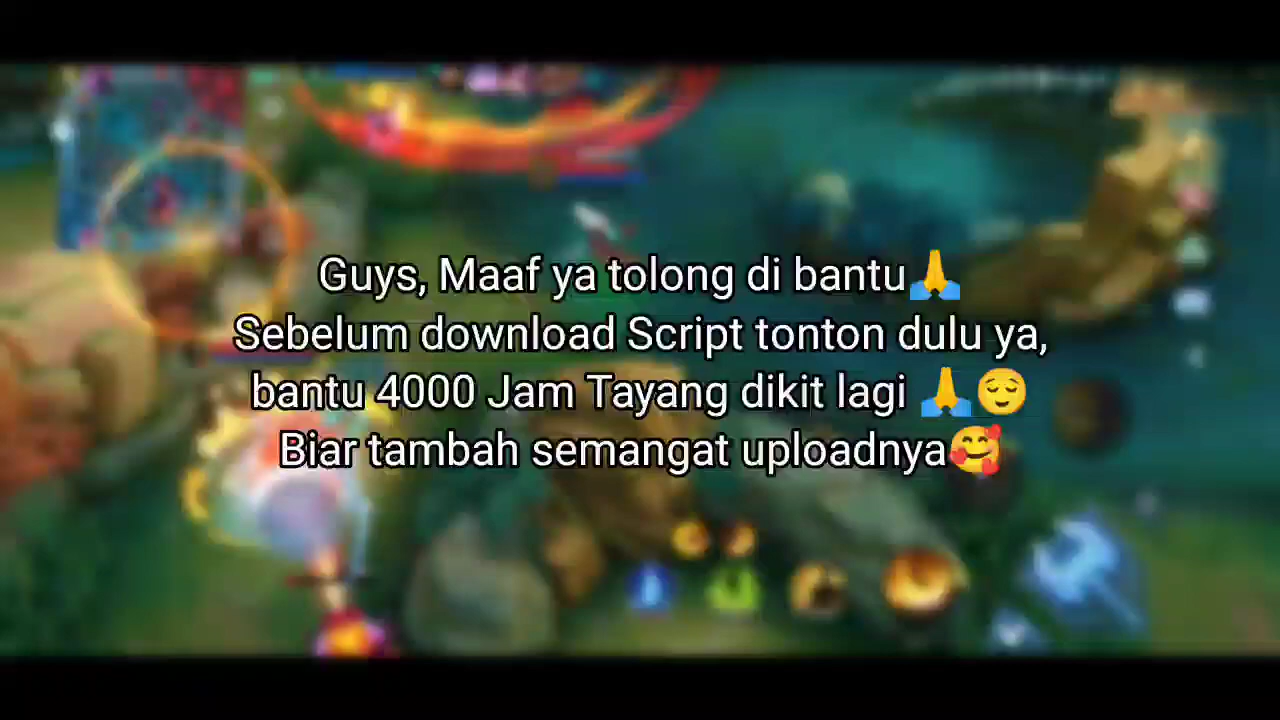 Guys, Maaf ya tolong di bantu🙏
Sebelum download Script tonton dulu ya,
bantu 4000 Jam Tayang dikit lagi 🙏😌
Biar tambah semangat uploadnya🥰